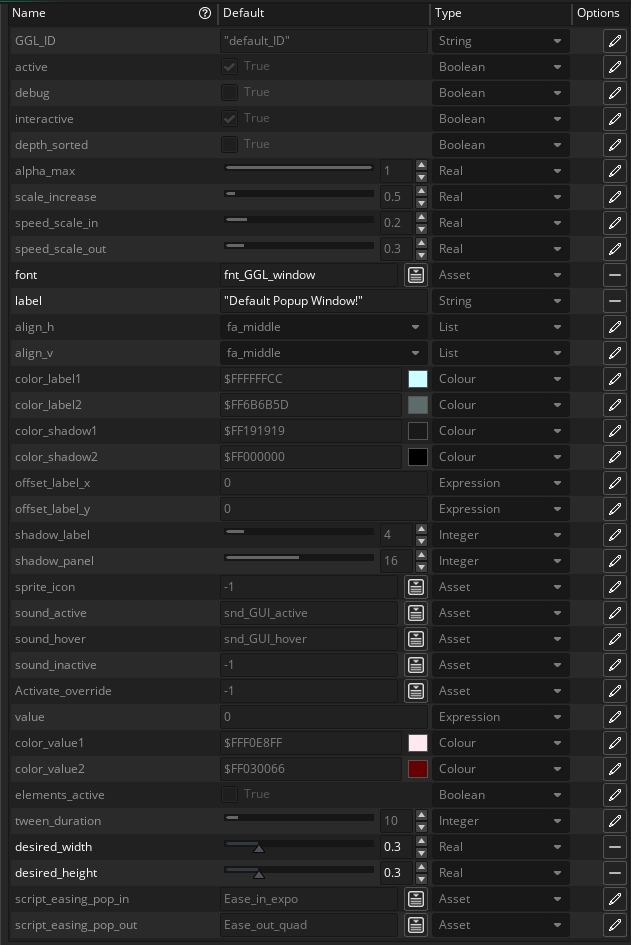 Name Default Type Options
GGL_ID "default_ID" String
active True Boolean
debug True Boolean
interactive True Boolean
depth_sorted True Boolean
alpha_max 1 Real
scale_increase 0.5 Real
speed_scale_in 0.2 Real
speed_scale_out 0.3 Real
font fnt_GGL_window Asset
label "Default Popup Window!" String
align_h fa_middle List
align_v fa_middle List
color_label1 $FFFFFFCC Colour
color_label2 $FF6B6B5D Colour
color_shadow1 $FF191919 Colour
color_shadow2 $FF000000 Colour
offset_label_x 0 Expression
offset_label_y 0 Expression
shadow_label 4 Integer
shadow_panel 16 Integer
sprite_icon -1 Asset
sound_active snd_GUI_active Asset
sound_hover snd_GUI_hover Asset
sound_inactive -1 Asset
Activate_override -1 Asset
value 0 Expression
color_value1 $FFF0E8FF Colour
color_value2 $FF030066 Colour
elements_active True Boolean
tween_duration 10 Integer
desired_width 0.3 Real
desired_height 0.3 Real
script_easing_pop_in Ease_in_expo Asset
script_easing_pop_out Ease_out_quad Asset